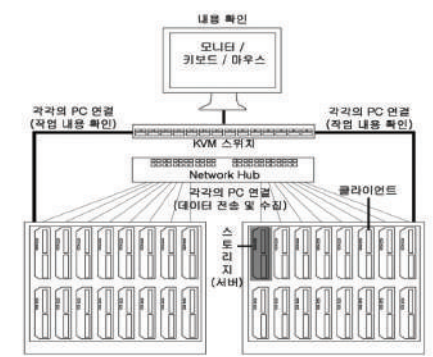 내용 확인
모니터 /
키보드 / 마우스
각각의 PC 연결
(작업 내용 확인)
각각의 PC 연결
(작업 내용 확인)
KVM 스위치
Network Hub
각각의 PC 연결
(데이터 전송 및 수집)
클라이언트
스
토
리
지
(서버)